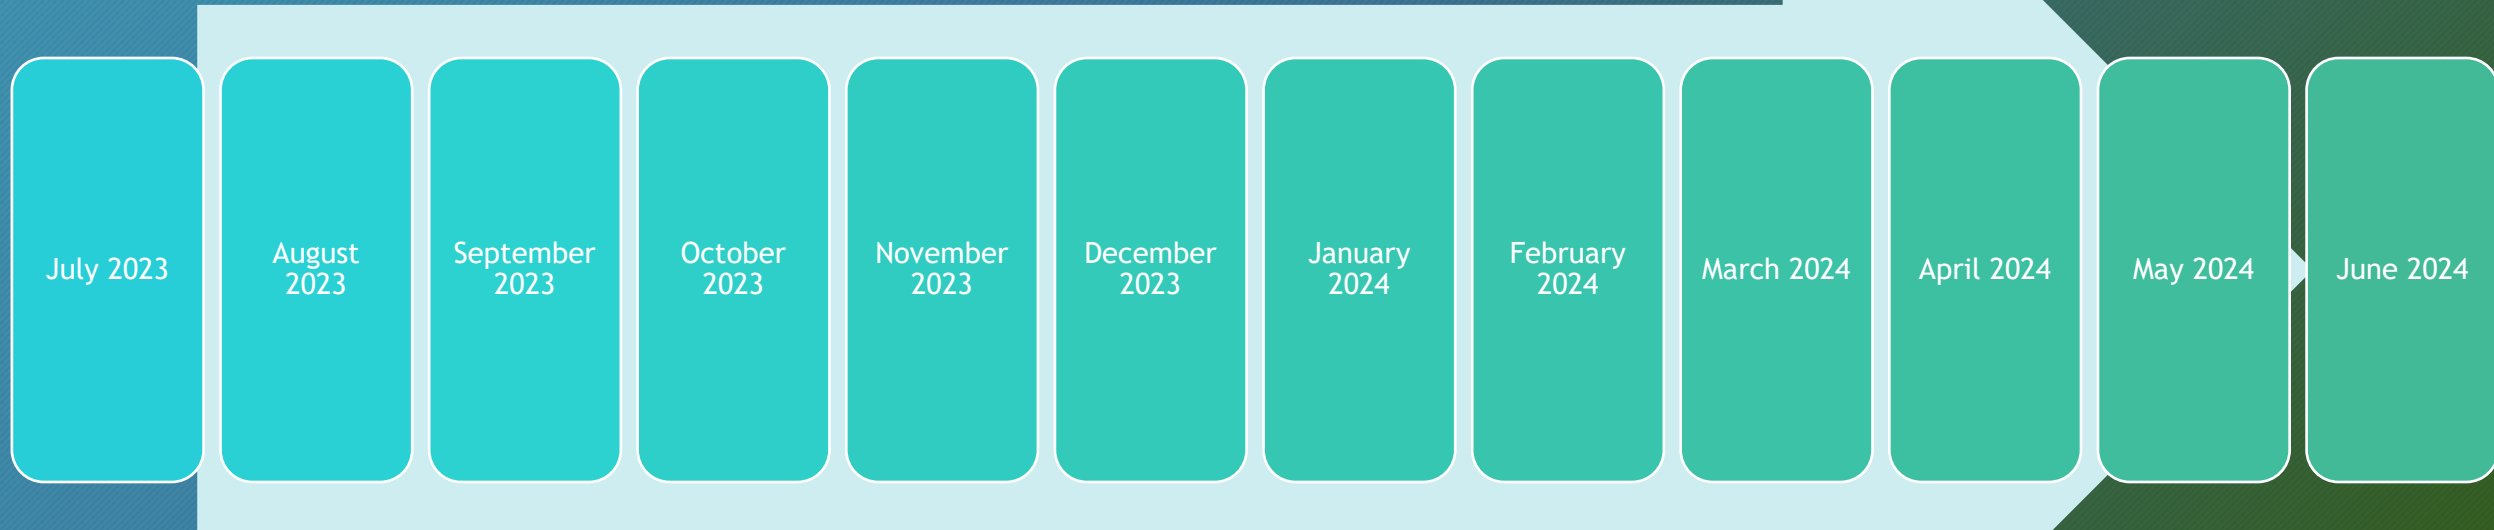 July 2023
August
2023
September
2023
October
2023
November
2023
December
2023
January
2024
February
2024
March 2024
April 2024
May 2024
June 2024